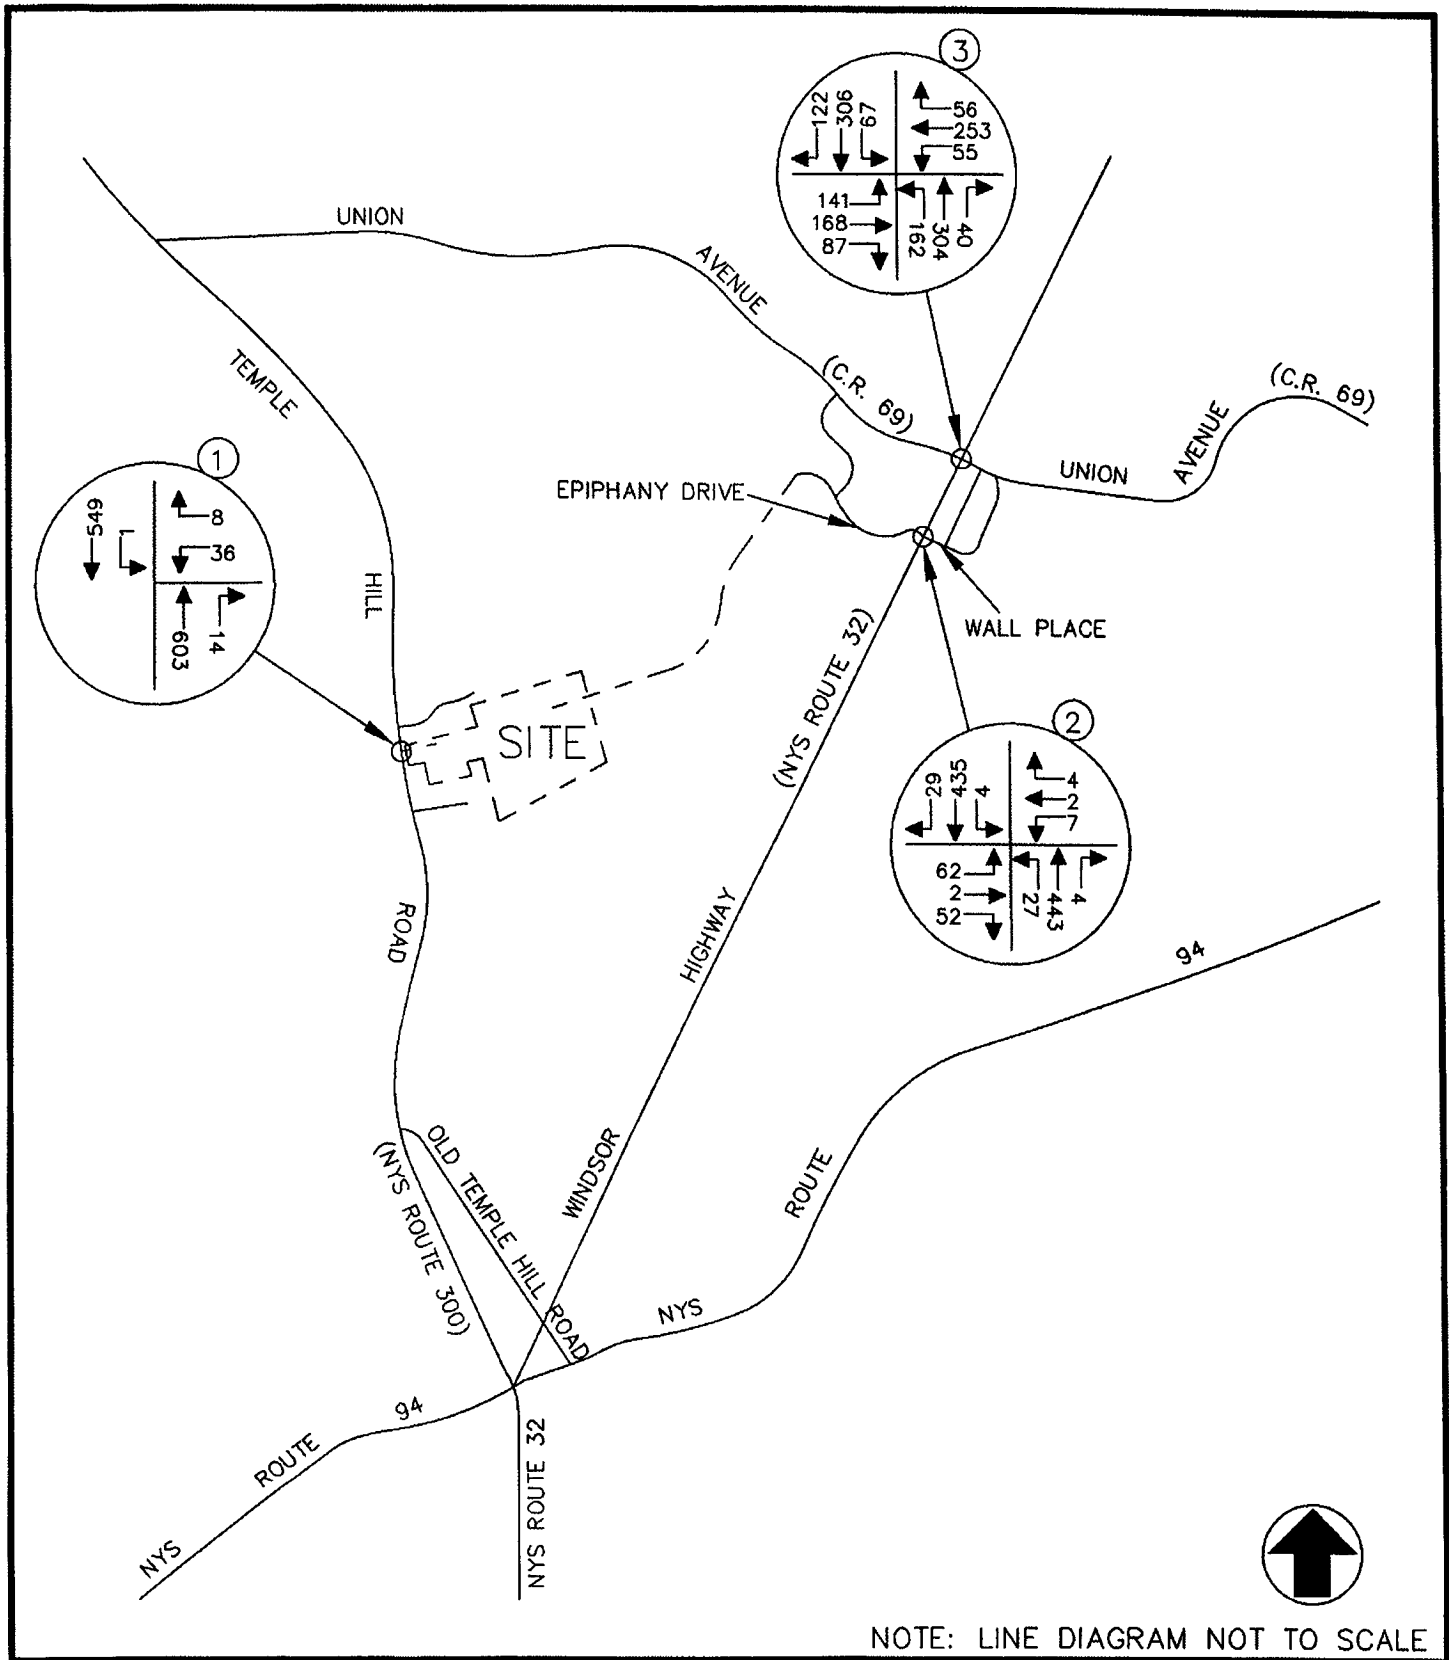 3
122
306
67
56
253
55
141
168
87
162
304
40
UNION
AVENUE
(C.R. 69)
(C.R. 69)
AVENUE
UNION
TEMPLE
HILL
1
549
1
8
36
603
14
EPIPHANY DRIVE
WALL PLACE
SITE
(NYS ROUTE 32)
2
29
435
4
4
2
7
62
2
52
27
443
4
ROAD
HIGHWAY
94
OLD TEMPLE HILL ROAD
(NYS ROUTE 300)
WINDSOR
ROUTE
NYS
94
ROUTE
NYS
NYS ROUTE 32
NOTE: LINE DIAGRAM NOT TO SCALE